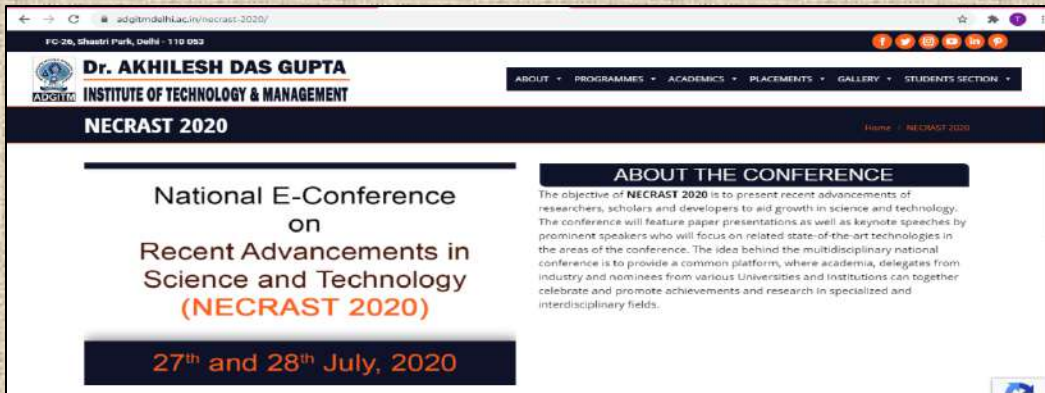 adgitmdelhi.ac.in/necrast-2020/
T
FC-26, Shastri Park, Delhi - 110 053
ADGITM
Dr. AKHILESH DAS GUPTA
INSTITUTE OF TECHNOLOGY & MANAGEMENT
ABOUT PROGRAMMES ACADEMICS PLACEMENTS GALLERY STUDENTS SECTION
NECRAST 2020
Home / NECRAST 2020
National E-Conference
on
Recent Advancements in
Science and Technology
(NECRAST 2020)
27th and 28th July, 2020
ABOUT THE CONFERENCE
The objective of NECRAST 2020 is to present recent advancements of
researchers, scholars and developers to aid growth in science and technology.
The conference will feature paper presentations as well as keynote speeches by
prominent speakers who will focus on related state-of-the-art technologies in
the areas of the conference. The idea behind the multidisciplinary national
conference is to provide a common platform, where academia, delegates from
industry and nominees from various Universities and Institutions can together
celebrate and promote achievements and research in specialized and
interdisciplinary fields.